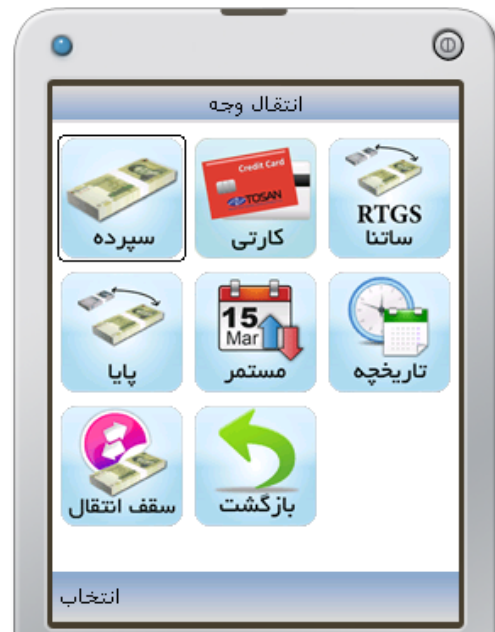 انتقال وجه
Credit Card
TOSAN
سپرده
کارتی
RTGS
ساتنا
15
Mar
پایا
مستمر
تاریخچه
سقف انتقال
بازگشت
انتخاب